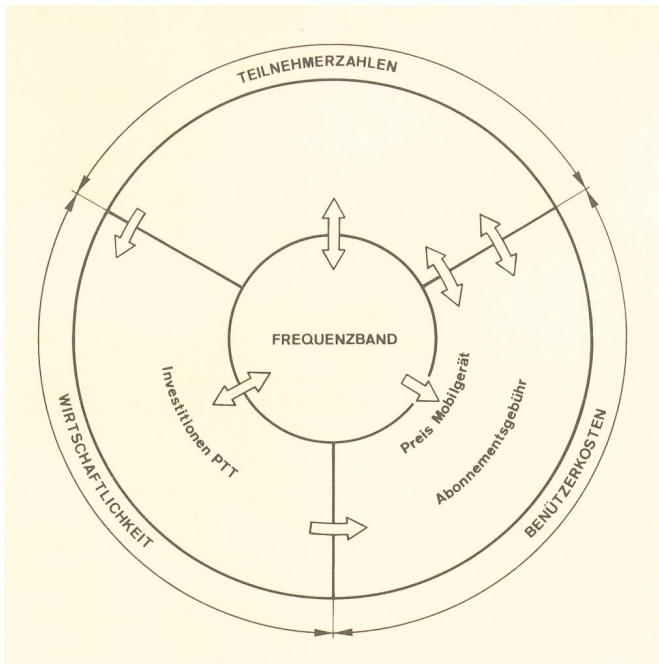 TEILNEHMERZAHLEN
FREQUENZBAND
Investitionen PTT
Preis Mobilgerät
Abonnementsgebühr
WIRTSCHAFTLICHKEIT
BENÜTZERKOSTEN